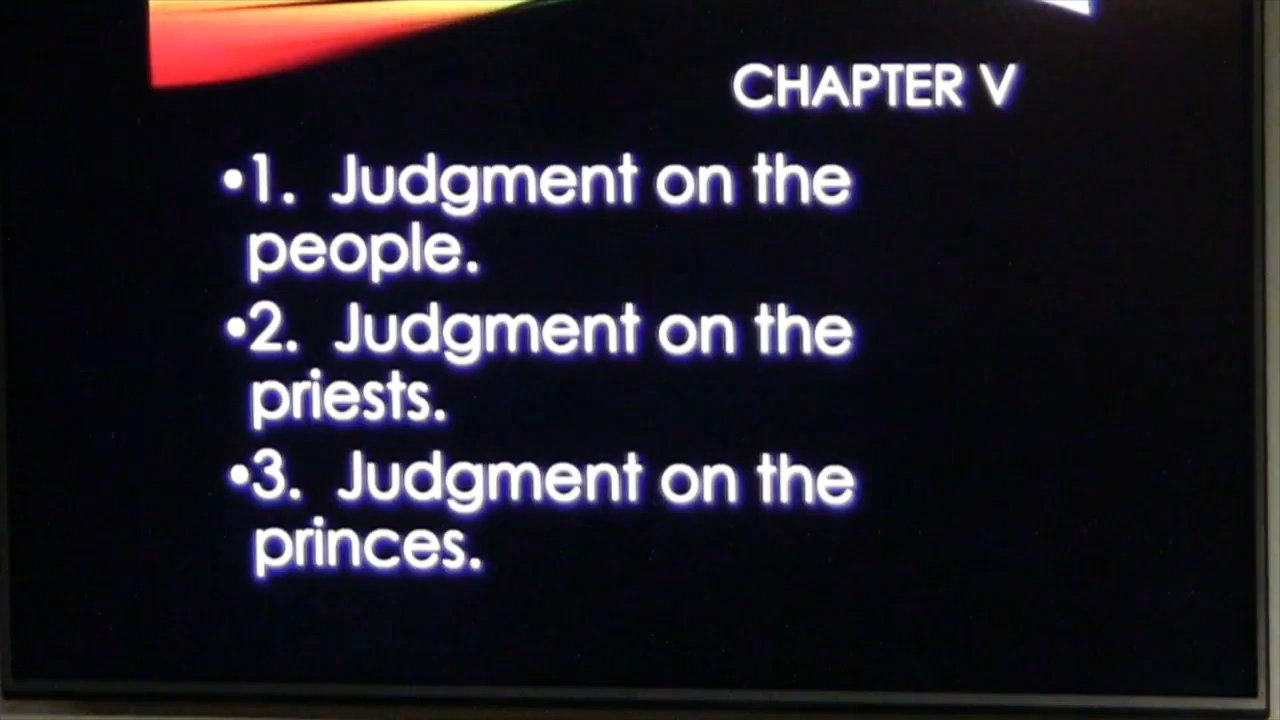 CHAPTER V
•1. Judgment on the
people.
•2. Judgment on the
priests.
•3. Judgment on the
princes.